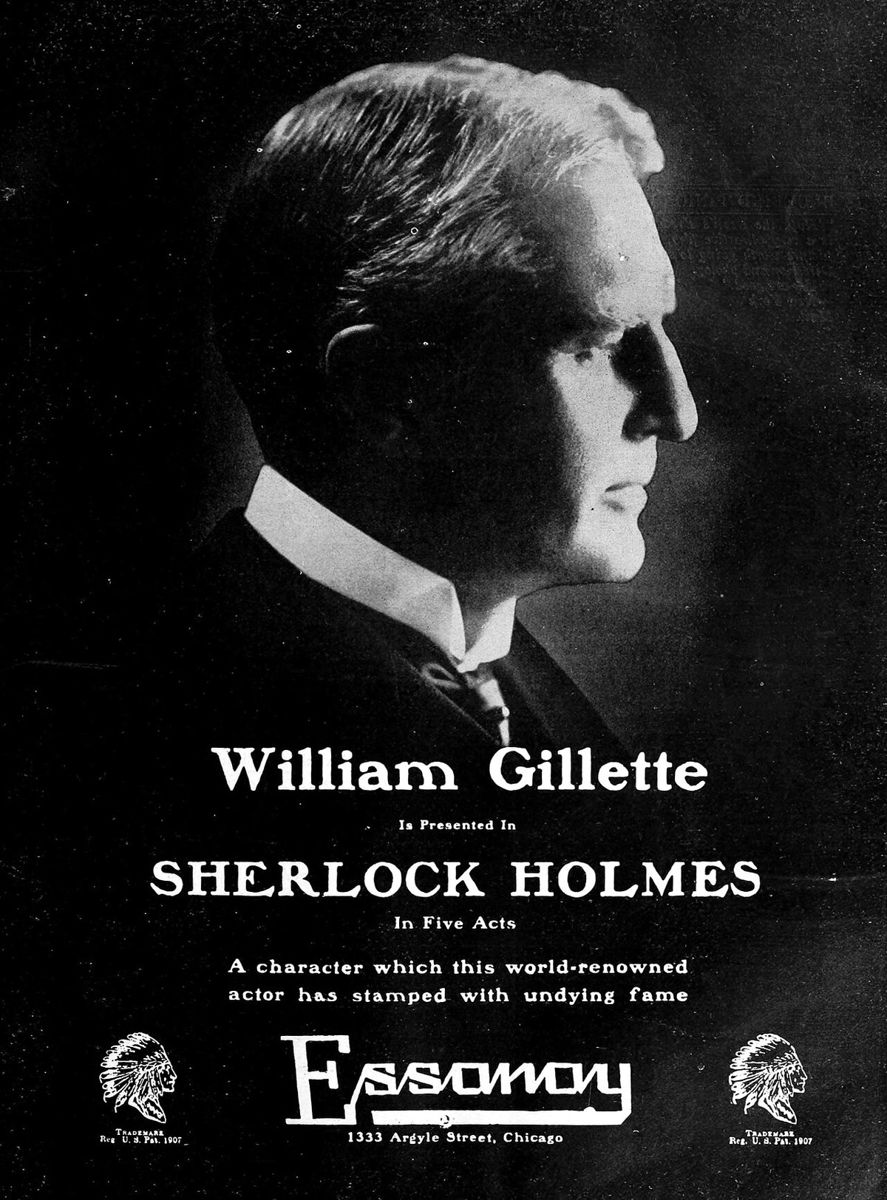 William Gillette
Is Presented In
SHERLOCK HOLMES
In Five Acts
A character which this world-renowned
actor has stamped with undying fame
Essanay
1333 Argyle Street, Chicago
TRADEMARK
Reg. U. S. Pat. 1907
TRADEMARK
Reg. U. S. Pat. 1907